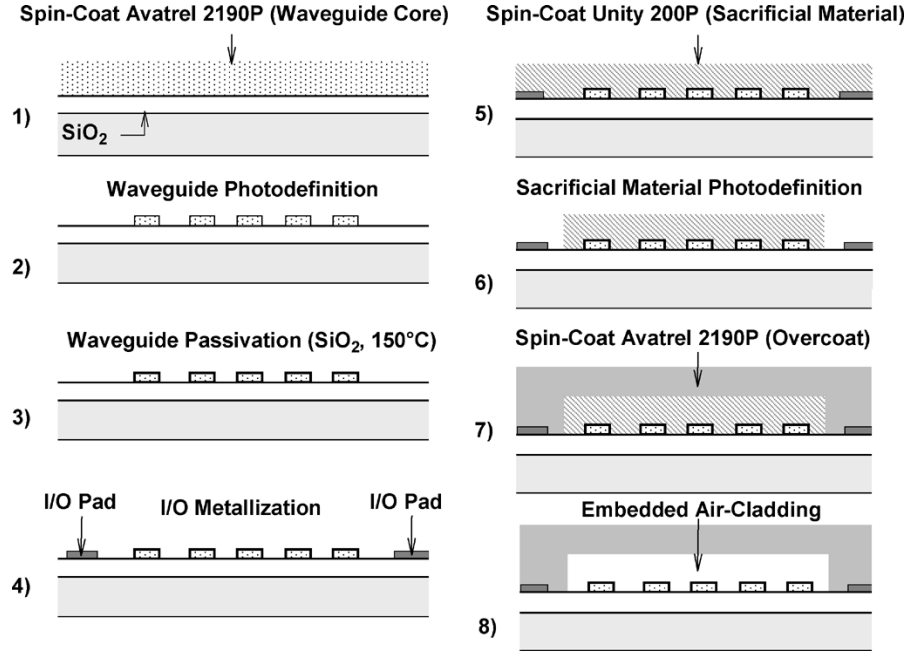 Spin-Coat Avatrel 2190P (Waveguide Core)
1)
SiO₂
Waveguide Photodefinition
2)
Waveguide Passivation (SiO₂, 150°C)
3)
I/O Pad
I/O Metallization
I/O Pad
4)
Spin-Coat Unity 200P (Sacrificial Material)
5)
Sacrificial Material Photodefinition
6)
Spin-Coat Avatrel 2190P (Overcoat)
7)
Embedded Air-Cladding
8)